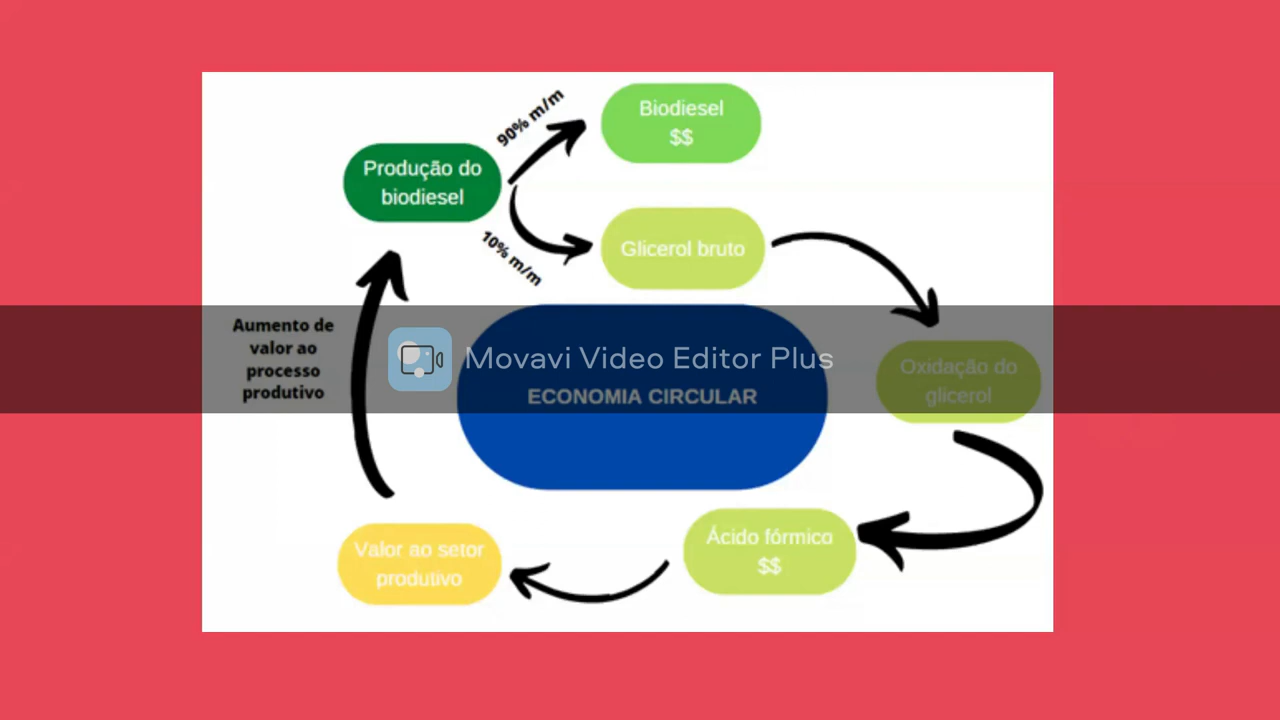 90% m/m
Biodiesel
$$
Produção do
biodiesel
Glicerol bruto
10% m/m
Aumento de
valor ao
processo
produtivo
Movavi Video Editor Plus
ECONOMIA CIRCULAR
Oxidação do
glicerol
Ácido fórmico
$$
Valor ao setor
produtivo